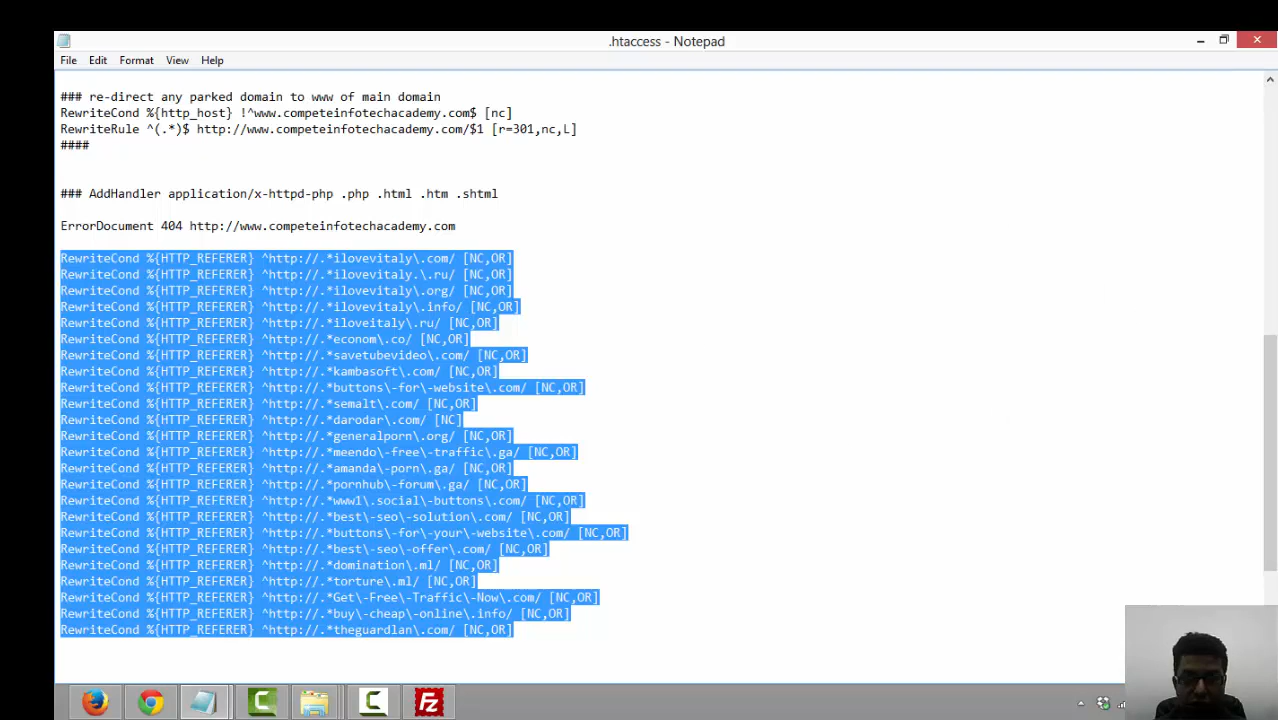 .htaccess - Notepad
File Edit Format View Help
### re-direct any parked domain to www of main domain
RewriteCond %{http_host} !^www.competeinfotechacademy.com$ [nc]
RewriteRule ^(.*)$ http://www.competeinfotechacademy.com/$1 [r=301,nc,L]
####
### AddHandler application/x-httpd-php .php .html .htm .shtml
ErrorDocument 404 http://www.competeinfotechacademy.com
RewriteCond %{HTTP_REFERER} ^http://.*ilovevitaly\.com/ [NC,OR]
RewriteCond %{HTTP_REFERER} ^http://.*ilovevitaly.\.ru/ [NC,OR]
RewriteCond %{HTTP_REFERER} ^http://.*ilovevitaly\.org/ [NC,OR]
RewriteCond %{HTTP_REFERER} ^http://.*ilovevitaly\.info/ [NC,OR]
RewriteCond %{HTTP_REFERER} ^http://.*iloveitaly\.ru/ [NC,OR]
RewriteCond %{HTTP_REFERER} ^http://.*econom\.co/ [NC,OR]
RewriteCond %{HTTP_REFERER} ^http://.*savetubevideo\.com/ [NC,OR]
RewriteCond %{HTTP_REFERER} ^http://.*kambasoft\.com/ [NC,OR]
RewriteCond %{HTTP_REFERER} ^http://.*buttons\-for\-website\.com/ [NC,OR]
RewriteCond %{HTTP_REFERER} ^http://.*semalt\.com/ [NC,OR]
RewriteCond %{HTTP_REFERER} ^http://.*darodar\.com/ [NC]
RewriteCond %{HTTP_REFERER} ^http://.*generalporn\.org/ [NC,OR]
RewriteCond %{HTTP_REFERER} ^http://.*meendo\-free\-traffic\.ga/ [NC,OR]
RewriteCond %{HTTP_REFERER} ^http://.*amanda\-porn\.ga/ [NC,OR]
RewriteCond %{HTTP_REFERER} ^http://.*pornhub\-forum\.ga/ [NC,OR]
RewriteCond %{HTTP_REFERER} ^http://.*www1\.social\-buttons\.com/ [NC,OR]
RewriteCond %{HTTP_REFERER} ^http://.*best\-seo\-solution\.com/ [NC,OR]
RewriteCond %{HTTP_REFERER} ^http://.*buttons\-for\-your\-website\.com/ [NC,OR]
RewriteCond %{HTTP_REFERER} ^http://.*best\-seo\-offer\.com/ [NC,OR]
RewriteCond %{HTTP_REFERER} ^http://.*domination\.ml/ [NC,OR]
RewriteCond %{HTTP_REFERER} ^http://.*torture\.ml/ [NC,OR]
RewriteCond %{HTTP_REFERER} ^http://.*Get\-Free\-Traffic\-Now\.com/ [NC,OR]
RewriteCond %{HTTP_REFERER} ^http://.*buy\-cheap\-online\.info/ [NC,OR]
RewriteCond %{HTTP_REFERER} ^http://.*theguardlan\.com/ [NC,OR]